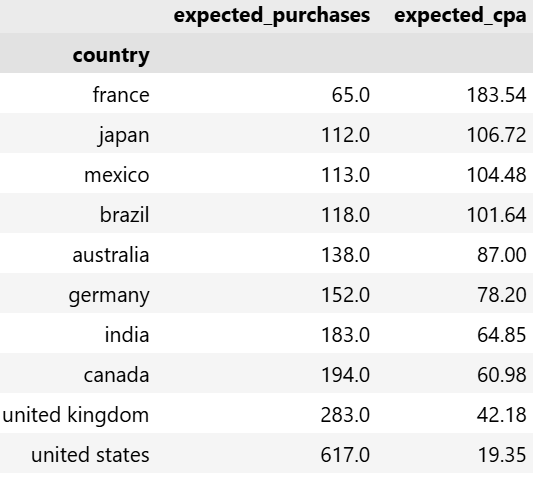 expected_purchases expected_cpa
country
france 65.0 183.54
japan 112.0 106.72
mexico 113.0 104.48
brazil 118.0 101.64
australia 138.0 87.00
germany 152.0 78.20
india 183.0 64.85
canada 194.0 60.98
united kingdom 283.0 42.18
united states 617.0 19.35